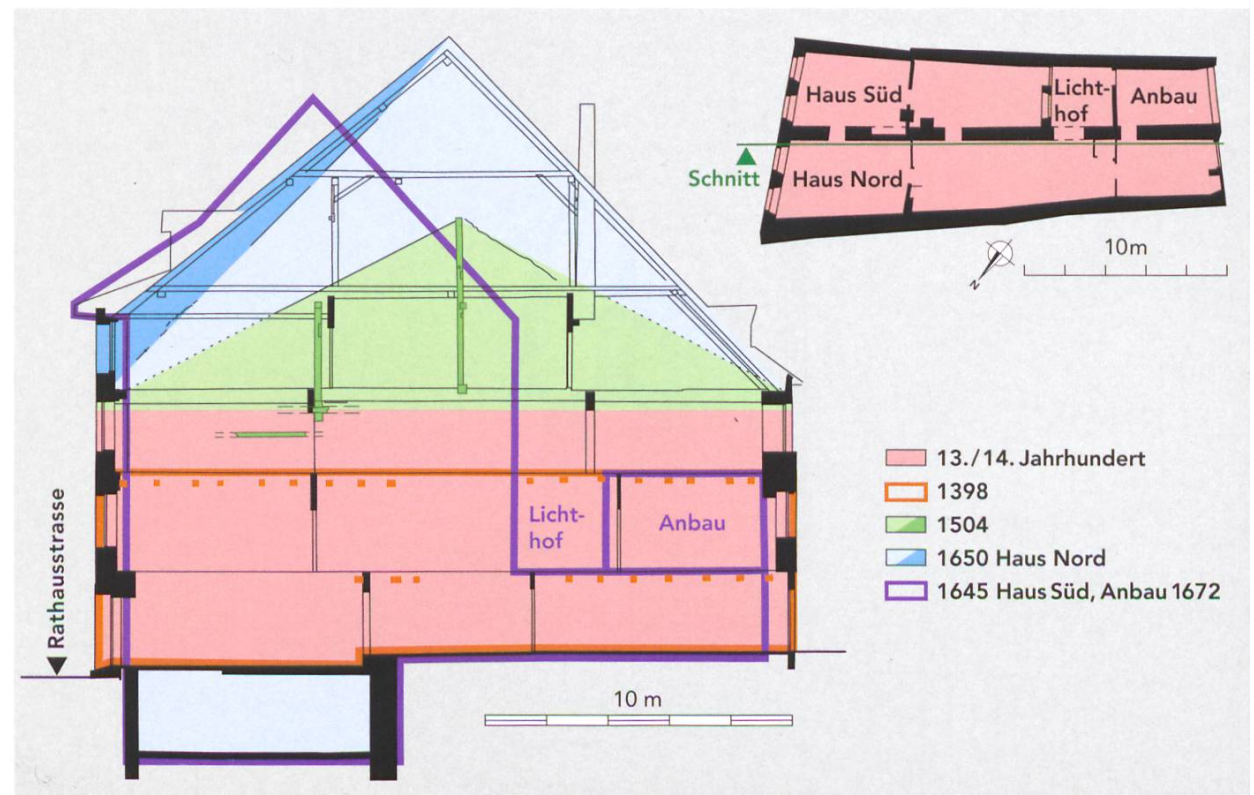 Haus Süd
Licht-
hof
Anbau
Schnitt
Haus Nord
10m
N
Licht-
hof
Anbau
13./14. Jahrhundert
1398
1504
1650 Haus Nord
1645 Haus Süd, Anbau 1672
Rathausstrasse
10 m